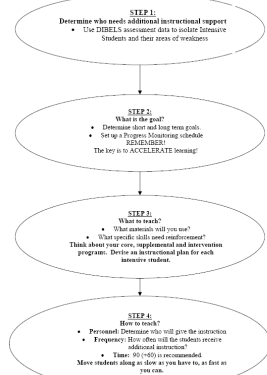 STEP 1:
Determine who needs additional instructional support
• Use DIBELS assessment data to isolate Intensive
Students and their areas of weakness
STEP 2:
What is the goal?
• Determine short and long term goals.
• Set up a Progress Monitoring schedule
REMEMBER!
The key is to ACCELERATE learning!
STEP 3:
What to teach?
• What materials will you use?
• What specific skills need reinforcement?
Think about your core, supplemental and intervention
programs. Devise an instructional plan for each
intensive student.
STEP 4:
How to teach?
• Personnel: Determine who will give the instruction
• Frequency: How often will the students receive
additional instruction?
• Time: 90 (+60) is recommended.
Move students along as slow as you have to, as fast as
you can.